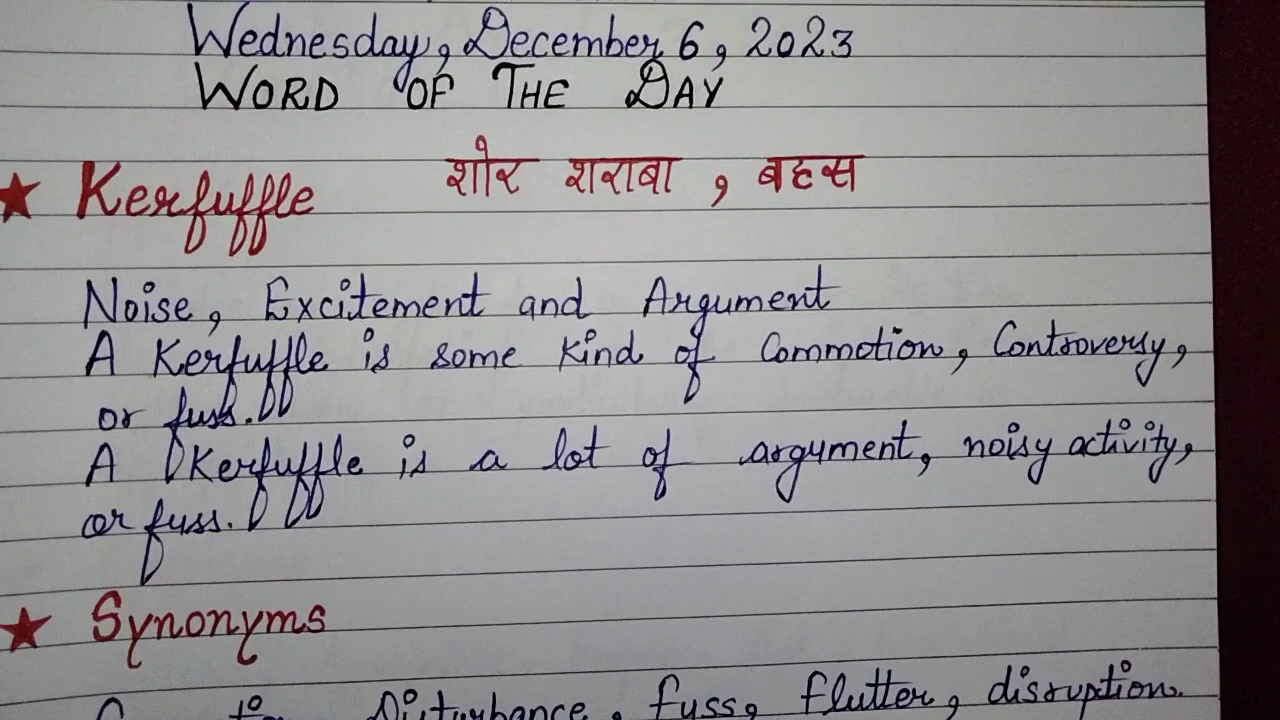 Wednesday, December 6, 2023
WORD OF THE DAY
Kerfuffle शोर शराबा , बहस
Noise, Excitement and Argument
A Kerfuffle is some kind of Commotion, Controversy,
or fuss.
A Kerfuffle is a lot of argument, noisy activity,
or fuss.
Synonyms
Disturbance, fuss, flutter, disruption.